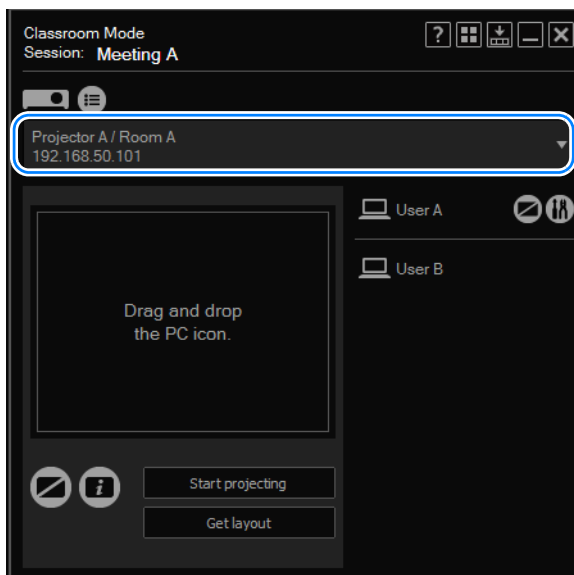 Classroom Mode
Session: Meeting A
?
Projector A / Room A
192.168.50.101
User A
User B
Drag and drop
the PC icon.
i
Start projecting
Get layout